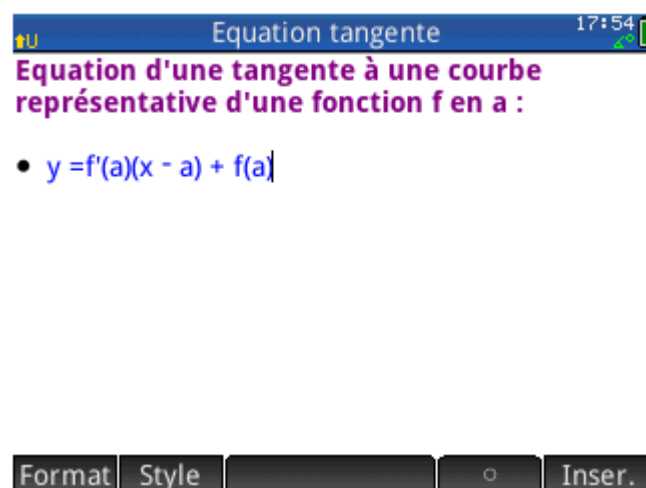 Equation tangente
17:54
U
Equation d'une tangente à une courbe
représentative d'une fonction f en a :
• y =f'(a)(x - a) + f(a)
Format Style ○ Inser.